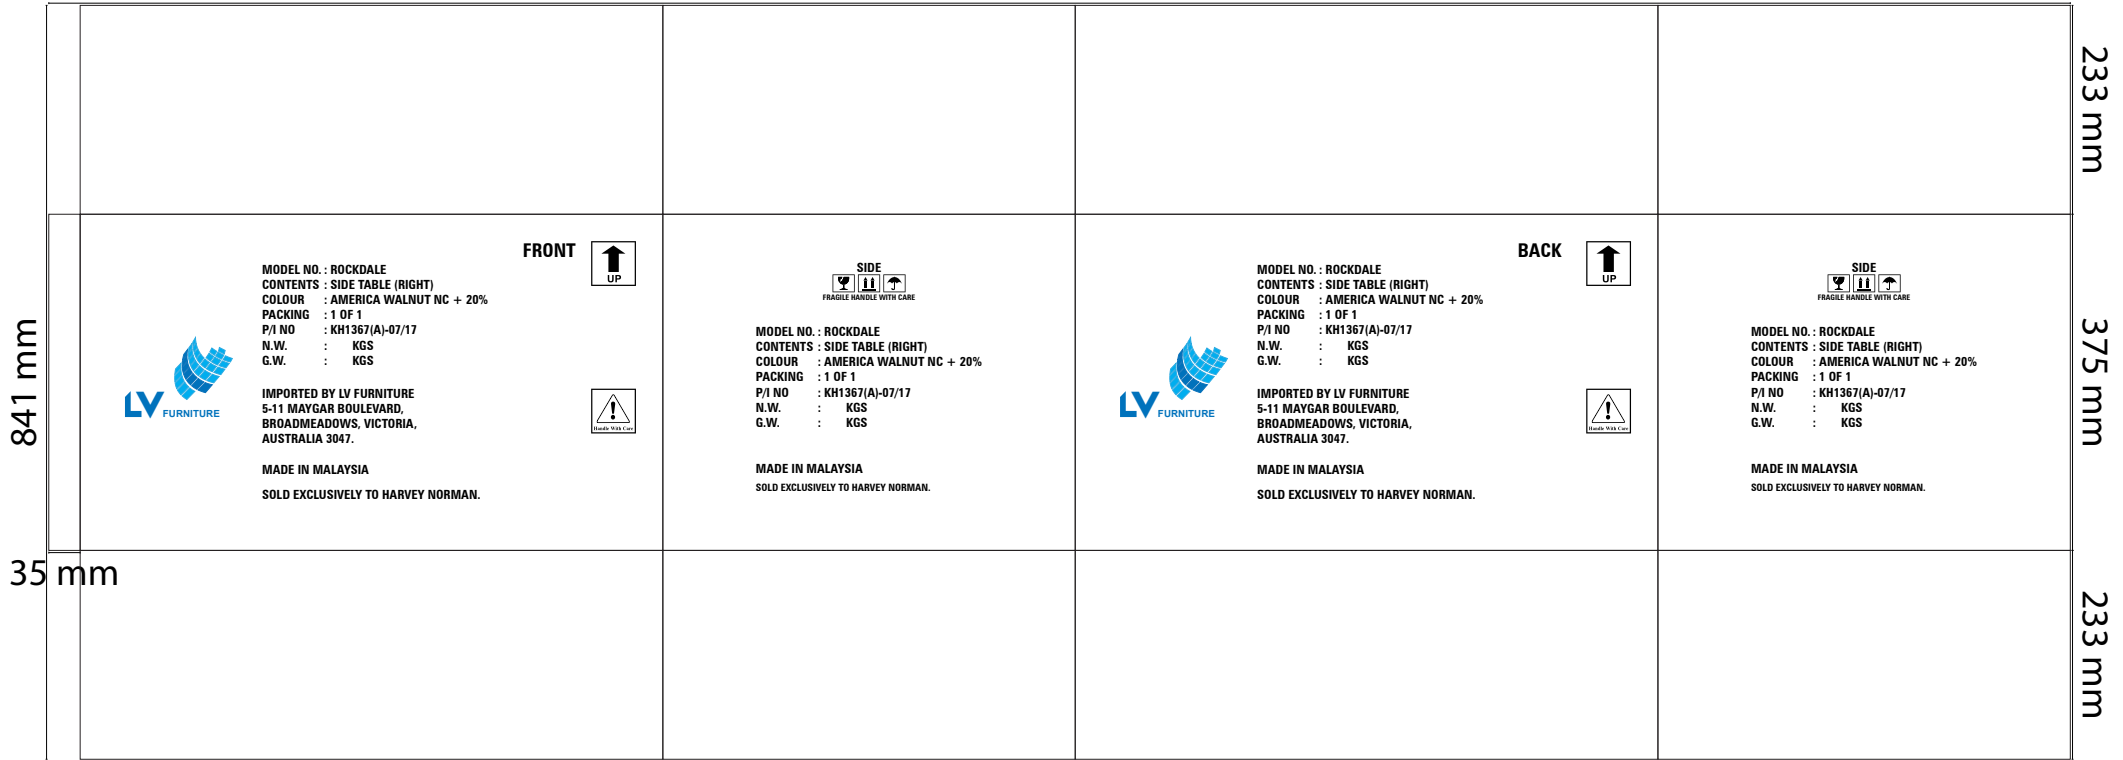 233 mm
841 mm
375 mm
35 mm
233 mm
FRONT
UP
MODEL NO. : ROCKDALE
CONTENTS : SIDE TABLE (RIGHT)
COLOUR : AMERICA WALNUT NC + 20%
PACKING : 1 OF 1
P/I NO : KH1367(A)-07/17
N.W. : KGS
G.W. : KGS
LV FURNITURE
IMPORTED BY LV FURNITURE
5-11 MAYGAR BOULEVARD,
BROADMEADOWS, VICTORIA,
AUSTRALIA 3047.
Handle With Care
MADE IN MALAYSIA
SOLD EXCLUSIVELY TO HARVEY NORMAN.
SIDE
FRAGILE HANDLE WITH CARE
MODEL NO. : ROCKDALE
CONTENTS : SIDE TABLE (RIGHT)
COLOUR : AMERICA WALNUT NC + 20%
PACKING : 1 OF 1
P/I NO : KH1367(A)-07/17
N.W. : KGS
G.W. : KGS
MADE IN MALAYSIA
SOLD EXCLUSIVELY TO HARVEY NORMAN.
BACK
UP
MODEL NO. : ROCKDALE
CONTENTS : SIDE TABLE (RIGHT)
COLOUR : AMERICA WALNUT NC + 20%
PACKING : 1 OF 1
P/I NO : KH1367(A)-07/17
N.W. : KGS
G.W. : KGS
LV FURNITURE
IMPORTED BY LV FURNITURE
5-11 MAYGAR BOULEVARD,
BROADMEADOWS, VICTORIA,
AUSTRALIA 3047.
Handle With Care
MADE IN MALAYSIA
SOLD EXCLUSIVELY TO HARVEY NORMAN.
SIDE
FRAGILE HANDLE WITH CARE
MODEL NO. : ROCKDALE
CONTENTS : SIDE TABLE (RIGHT)
COLOUR : AMERICA WALNUT NC + 20%
PACKING : 1 OF 1
P/I NO : KH1367(A)-07/17
N.W. : KGS
G.W. : KGS
MADE IN MALAYSIA
SOLD EXCLUSIVELY TO HARVEY NORMAN.